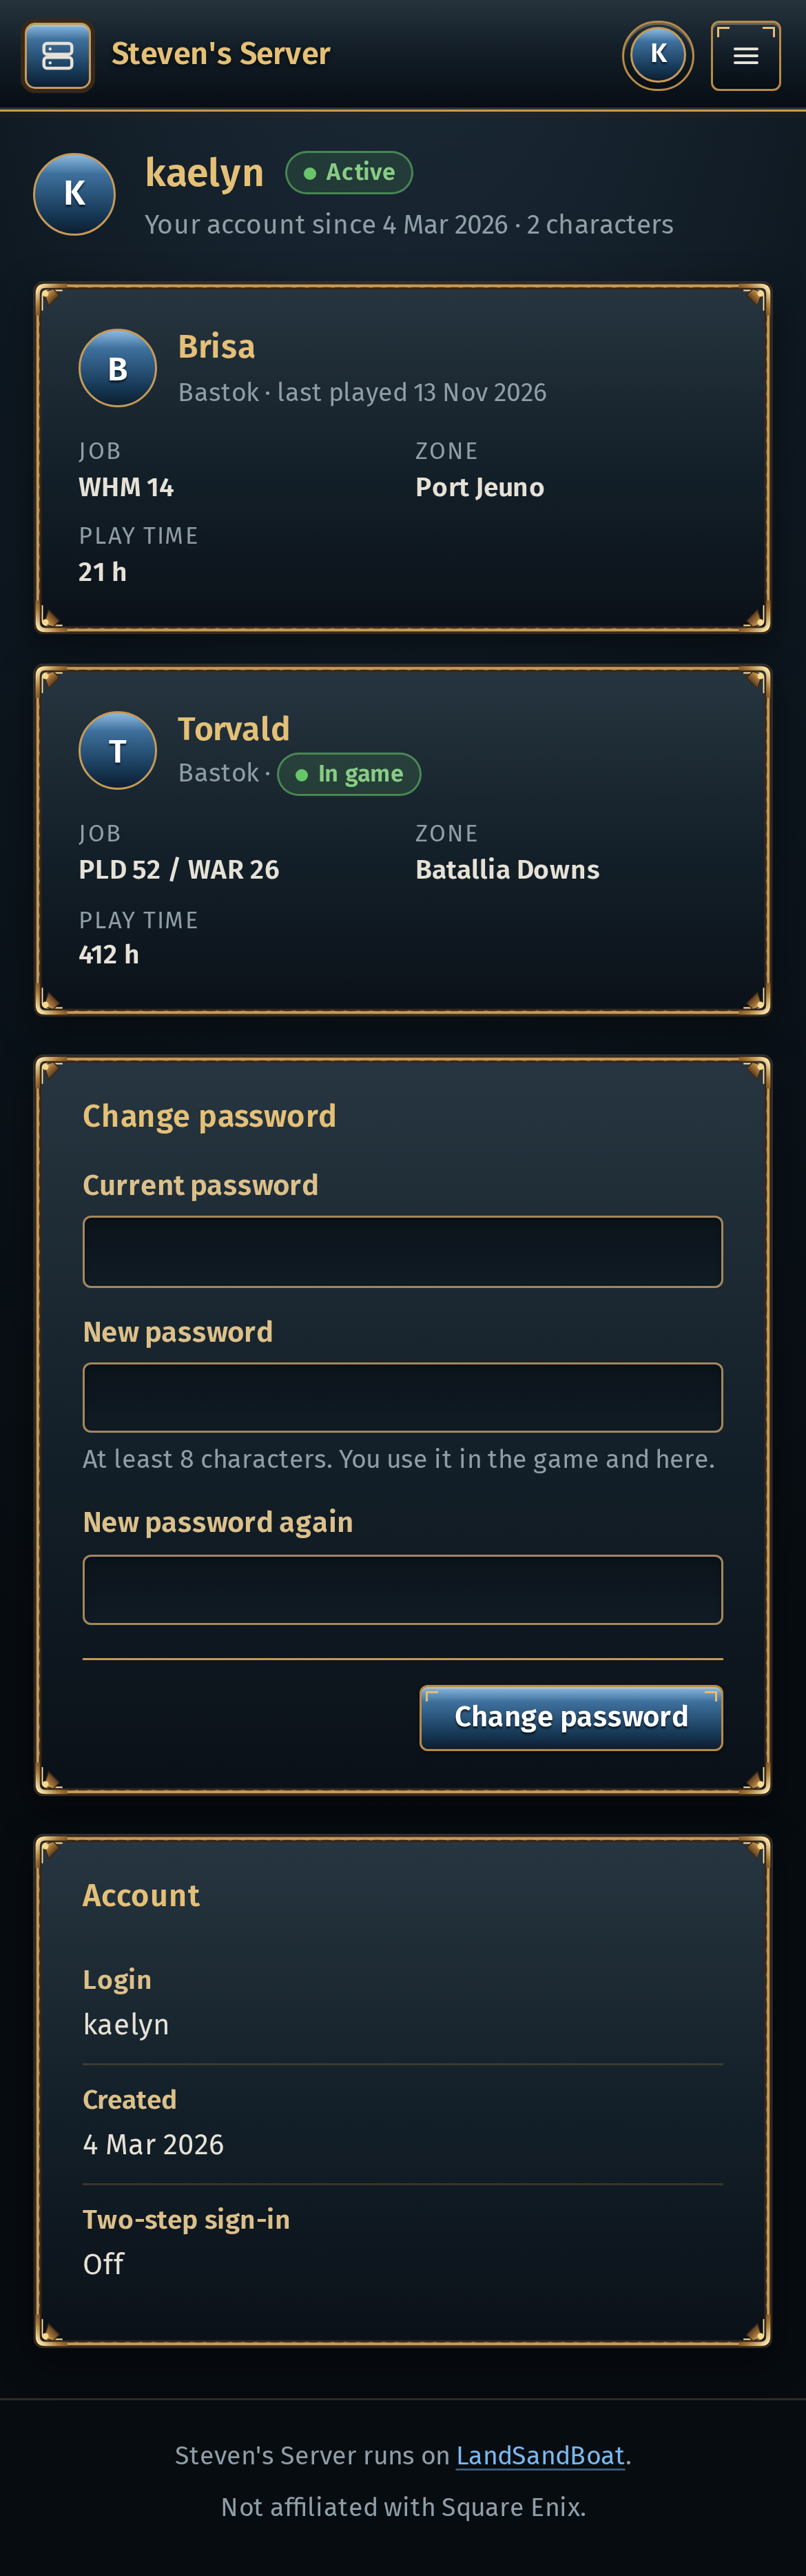 Steven's Server
K
K
kaelyn
Active
Your account since 4 Mar 2026 · 2 characters
B
Brisa
Bastok · last played 13 Nov 2026
JOB
WHM 14
ZONE
Port Jeuno
PLAY TIME
21 h
T
Torvald
Bastok · In game
JOB
PLD 52 / WAR 26
ZONE
Batallia Downs
PLAY TIME
412 h
Change password
Current password
New password
At least 8 characters. You use it in the game and here.
New password again
Change password
Account
Login
kaelyn
Created
4 Mar 2026
Two-step sign-in
Off
Steven's Server runs on LandSandBoat.
Not affiliated with Square Enix.